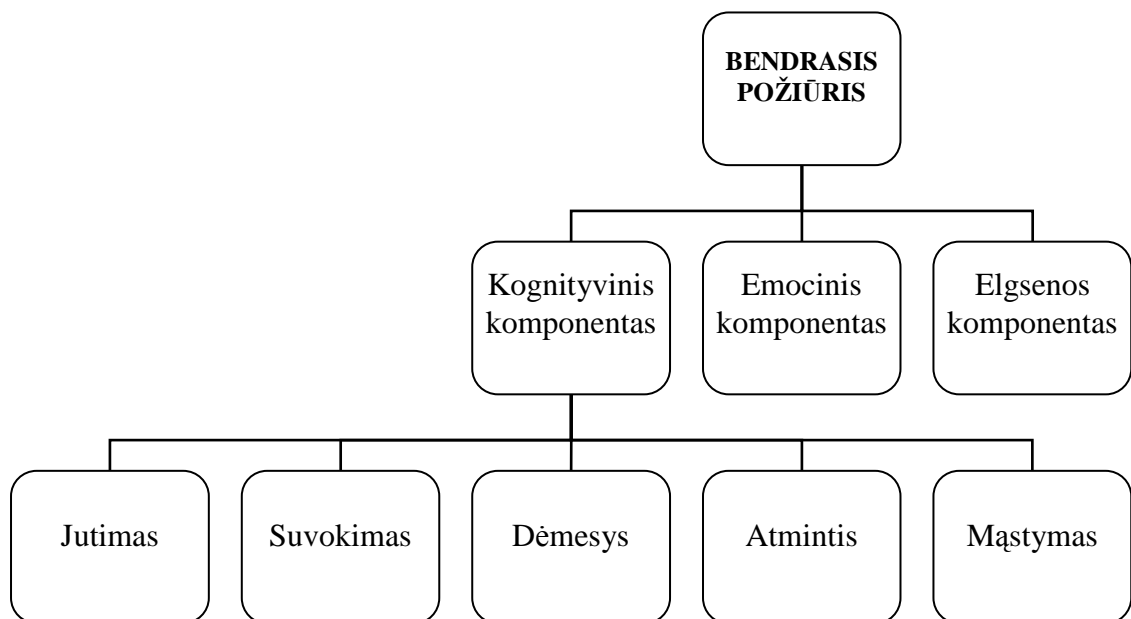 BENDRASIS
POŽIŪRIS
Kognityvinis
komponentas
Emocinis
komponentas
Elgsenos
komponentas
Jutimas
Suvokimas
Dėmesys
Atmintis
Mąstymas